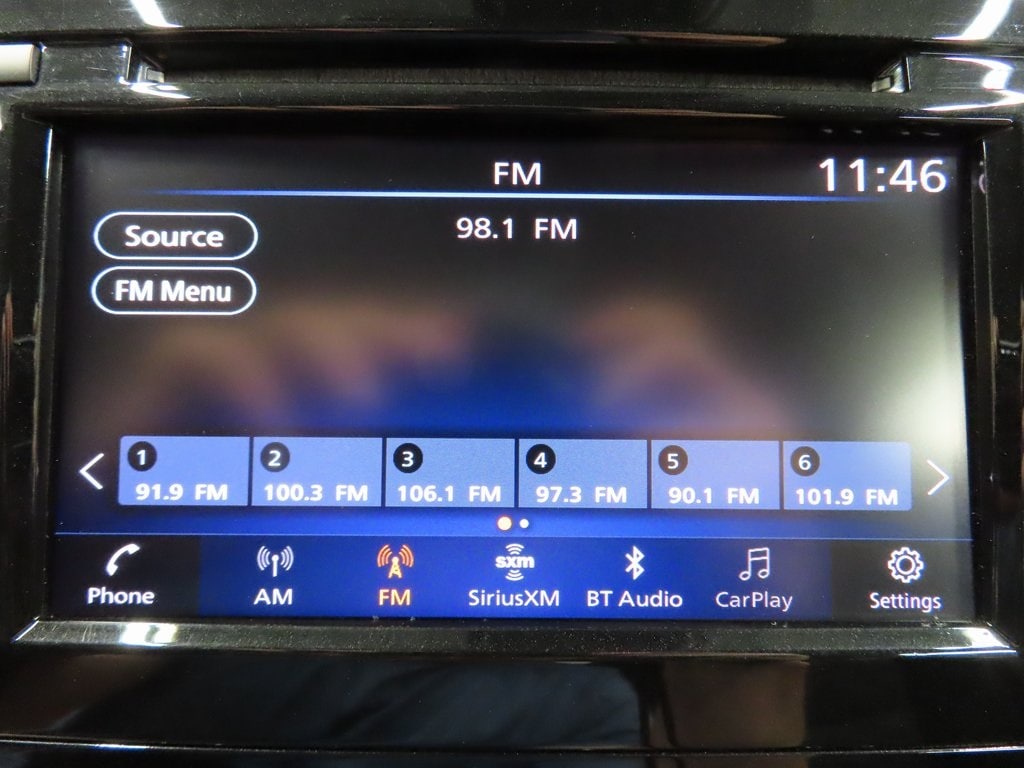 FM
11:46
98.1 FM
Source
FM Menu
1
2
3
4
5
6
91.9 FM
100.3 FM
106.1 FM
97.3 FM
90.1 FM
101.9 FM
sxm
Phone
AM
FM
SiriusXM
BT Audio
CarPlay
Settings